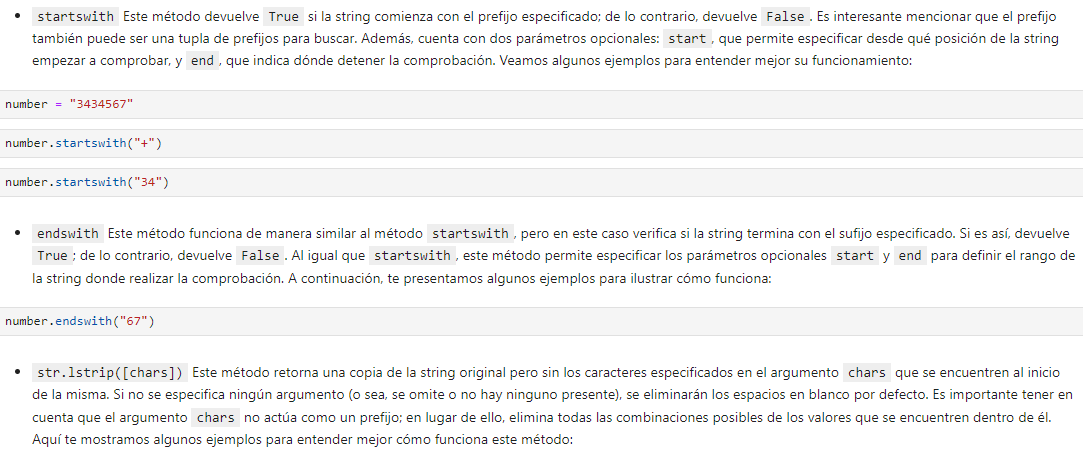 • startswith Este método devuelve True si la string comienza con el prefijo especificado; de lo contrario, devuelve False. Es interesante mencionar que el prefijo
también puede ser una tupla de prefijos para buscar. Además, cuenta con dos parámetros opcionales: start, que permite especificar desde qué posición de la string
empezar a comprobar, y end, que indica dónde detener la comprobación. Veamos algunos ejemplos para entender mejor su funcionamiento:
number = "3434567"
number.startswith("+")
number.startswith("34")
• endswith Este método funciona de manera similar al método startswith, pero en este caso verifica si la string termina con el sufijo especificado. Si es así, devuelve
True; de lo contrario, devuelve False. Al igual que startswith, este método permite especificar los parámetros opcionales start y end para definir el rango de
la string donde realizar la comprobación. A continuación, te presentamos algunos ejemplos para ilustrar cómo funciona:
number.endswith("67")
• str.lstrip([chars]) Este método retorna una copia de la string original pero sin los caracteres especificados en el argumento chars que se encuentren al inicio
de la misma. Si no se especifica ningún argumento (o sea, se omite o no hay ninguno presente), se eliminarán los espacios en blanco por defecto. Es importante tener en
cuenta que el argumento chars no actúa como un prefijo; en lugar de ello, elimina todas las combinaciones posibles de los valores que se encuentren dentro de él.
Aquí te mostramos algunos ejemplos para entender mejor cómo funciona este método: